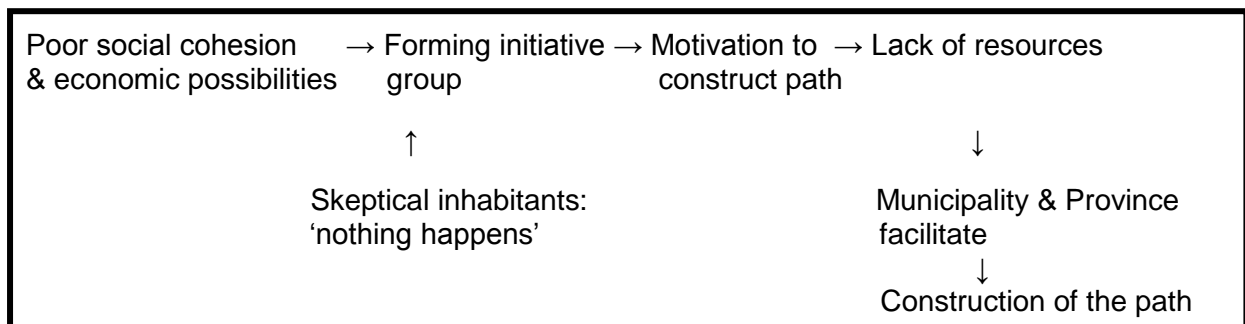 Poor social cohesion → Forming initiative → Motivation to → Lack of resources
& economic possibilities group construct path
↑ ↓
Skeptical inhabitants: Municipality & Province
‘nothing happens’ facilitate
↓
Construction of the path